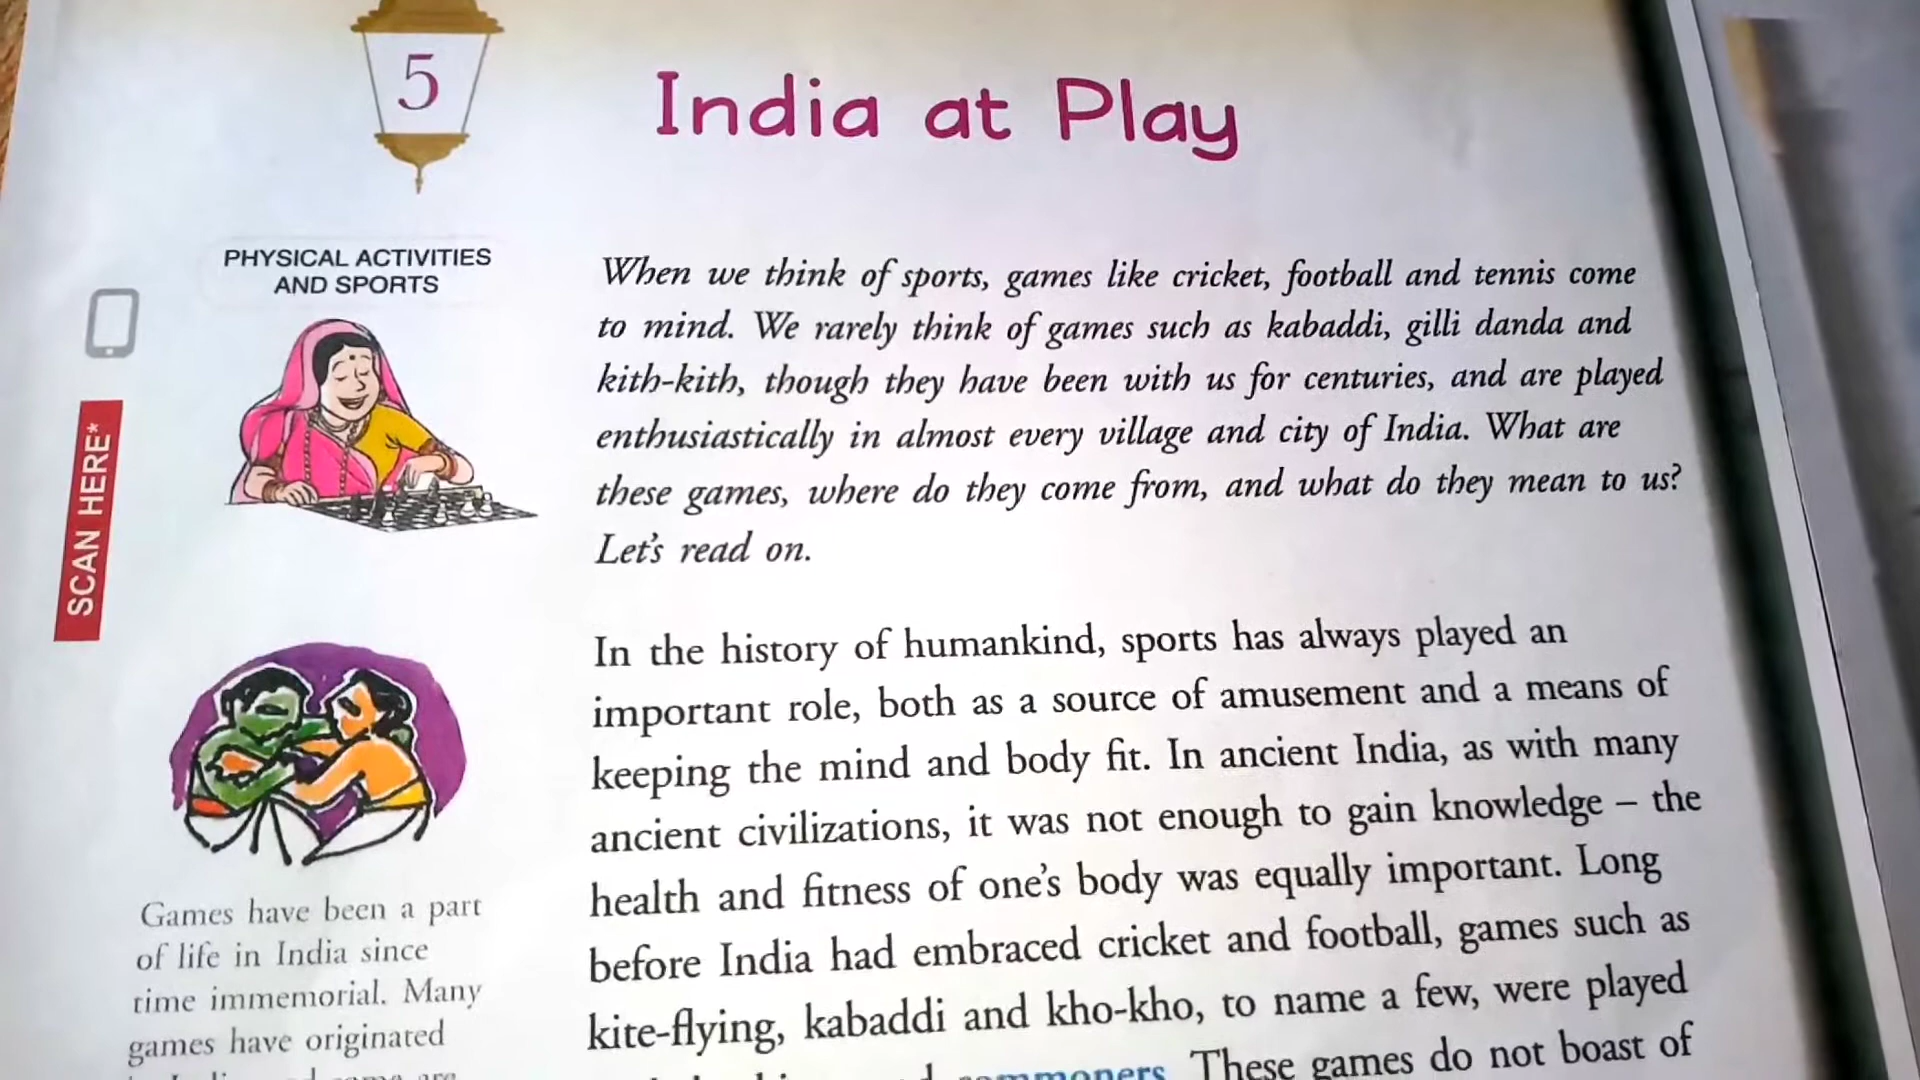 5
India at Play
PHYSICAL ACTIVITIES
AND SPORTS
SCAN HERE*
When we think of sports, games like cricket, football and tennis come
to mind. We rarely think of games such as kabaddi, gilli danda and
kith-kith, though they have been with us for centuries, and are played
enthusiastically in almost every village and city of India. What are
these games, where do they come from, and what do they mean to us?
Let's read on.
In the history of humankind, sports has always played an
important role, both as a source of amusement and a means of
keeping the mind and body fit. In ancient India, as with many
ancient civilizations, it was not enough to gain knowledge – the
health and fitness of one's body was equally important. Long
before India had embraced cricket and football, games such as
kite-flying, kabaddi and kho-kho, to name a few, were played
commoners. These games do not boast of
Games have been a part
of life in India since
time immemorial. Many
games have originated